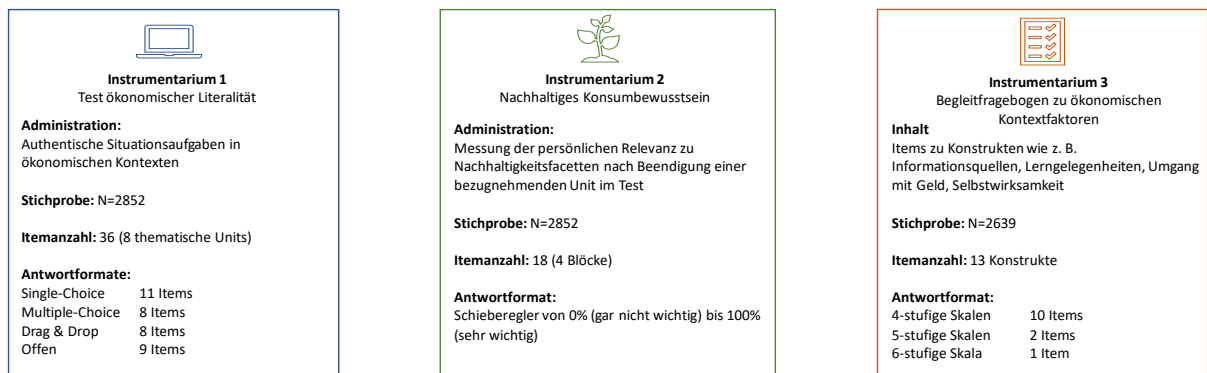 Instrumentarium 1
Test ökonomischer Literalität
Administration:
Authentische Situationsaufgaben in
ökonomischen Kontexten
Stichprobe: N=2852
Itemanzahl: 36 (8 thematische Units)
Antwortformate:
Single-Choice 11 Items
Multiple-Choice 8 Items
Drag & Drop 8 Items
Offen 9 Items
Instrumentarium 2
Nachhaltiges Konsumbewusstsein
Administration:
Messung der persönlichen Relevanz zu
Nachhaltigkeitsfacetten nach Beendigung einer
bezugnehmenden Unit im Test
Stichprobe: N=2852
Itemanzahl: 18 (4 Blöcke)
Antwortformat:
Schieberegler von 0% (gar nicht wichtig) bis 100%
(sehr wichtig)
Instrumentarium 3
Begleitfragebogen zu ökonomischen
Kontextfaktoren
Inhalt
Items zu Konstrukten wie z. B.
Informationsquellen, Lerngelegenheiten, Umgang
mit Geld, Selbstwirksamkeit
Stichprobe: N=2639
Itemanzahl: 13 Konstrukte
Antwortformat:
4-stufige Skalen 10 Items
5-stufige Skalen 2 Items
6-stufige Skala 1 Item